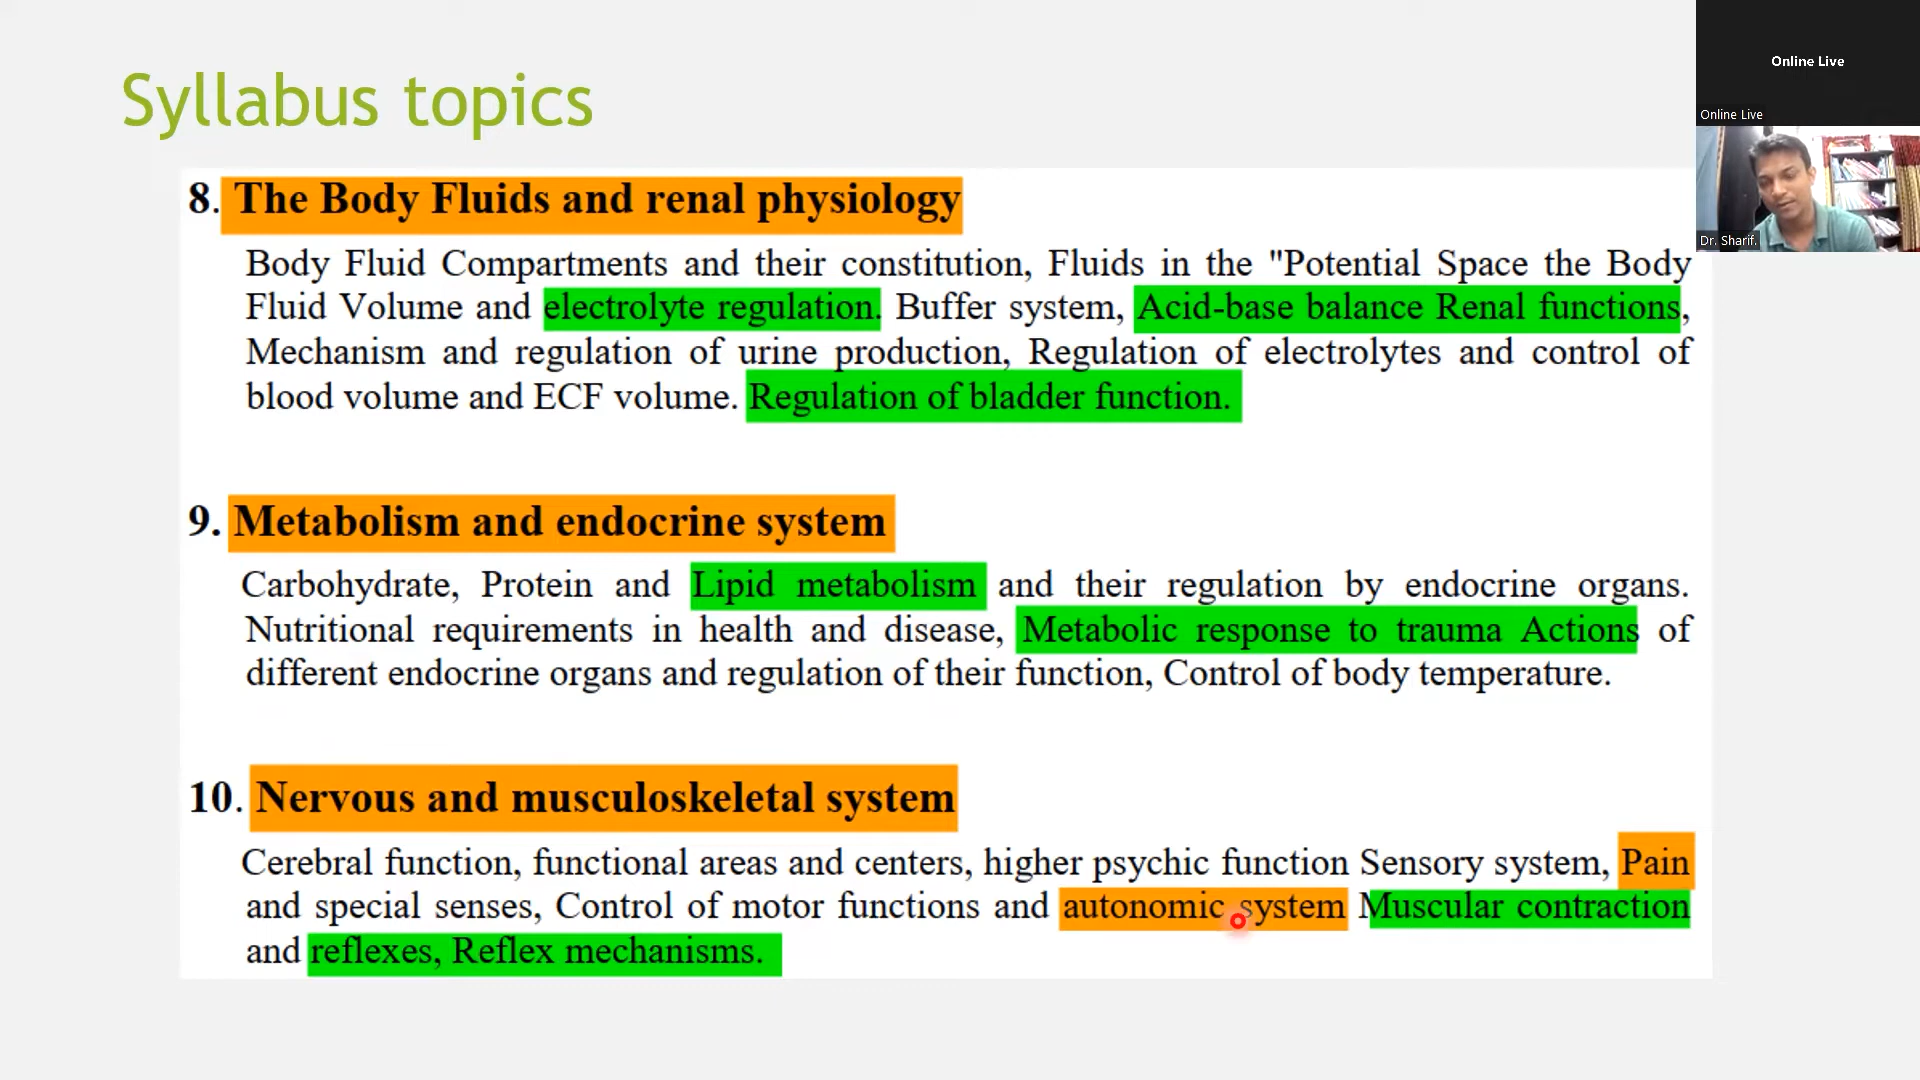 Syllabus topics
Online Live
Online Live
Dr. Sharif.
8. The Body Fluids and renal physiology
Body Fluid Compartments and their constitution, Fluids in the "Potential Space the Body
Fluid Volume and electrolyte regulation. Buffer system, Acid-base balance Renal functions,
Mechanism and regulation of urine production, Regulation of electrolytes and control of
blood volume and ECF volume. Regulation of bladder function.
9. Metabolism and endocrine system
Carbohydrate, Protein and Lipid metabolism and their regulation by endocrine organs.
Nutritional requirements in health and disease, Metabolic response to trauma Actions of
different endocrine organs and regulation of their function, Control of body temperature.
10. Nervous and musculoskeletal system
Cerebral function, functional areas and centers, higher psychic function Sensory system, Pain
and special senses, Control of motor functions and autonomic system Muscular contraction
and reflexes, Reflex mechanisms.